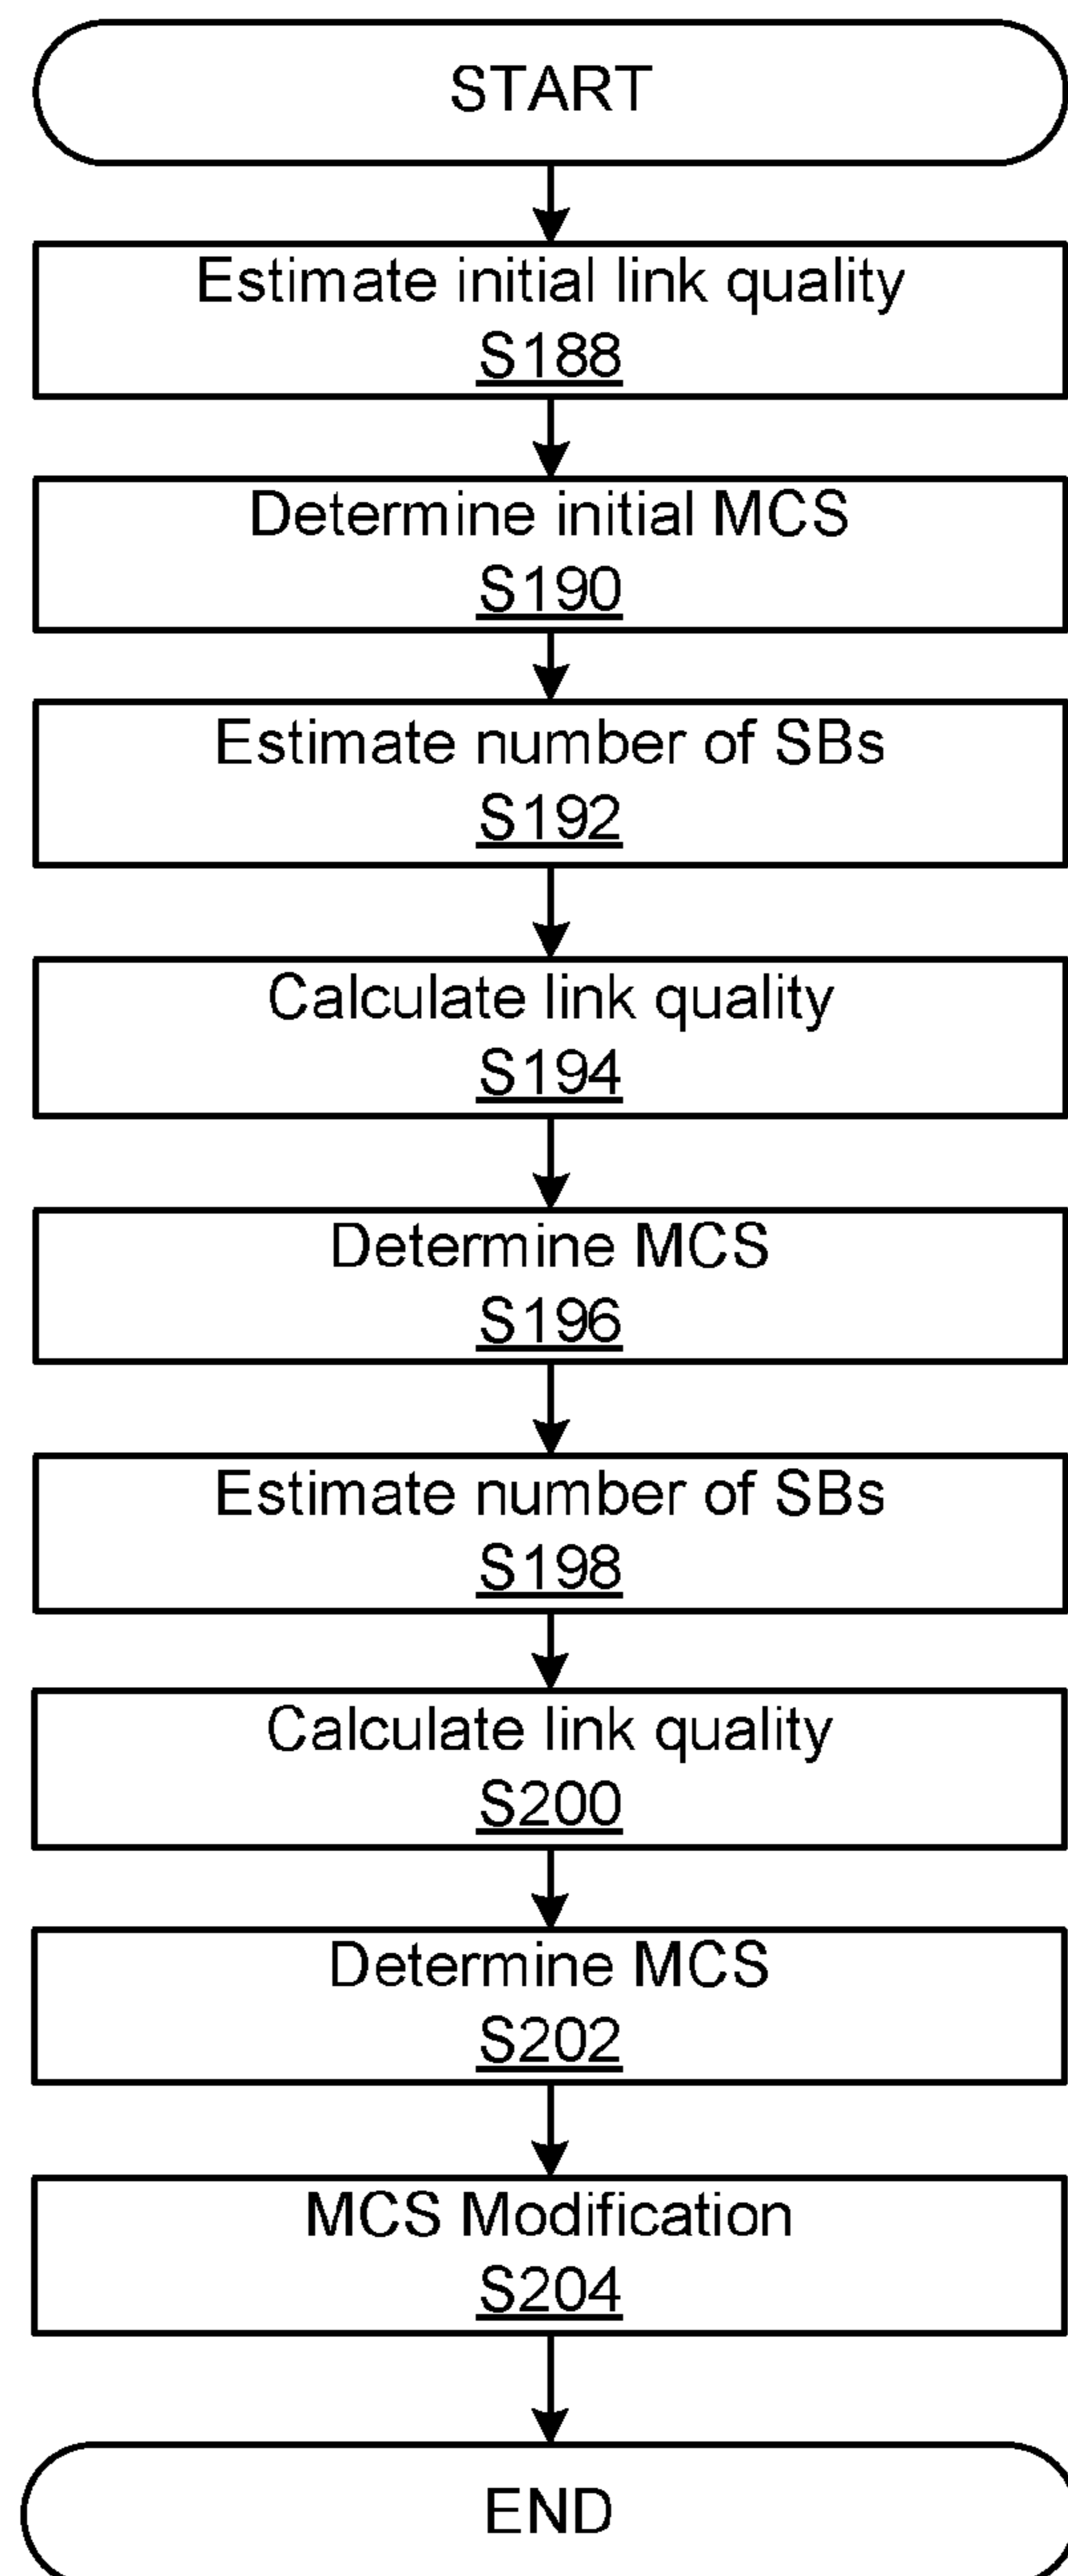 START
Estimate initial link quality
S188
Determine initial MCS
S190
Estimate number of SBs
S192
Calculate link quality
S194
Determine MCS
S196
Estimate number of SBs
S198
Calculate link quality
S200
Determine MCS
S202
MCS Modification
S204
END